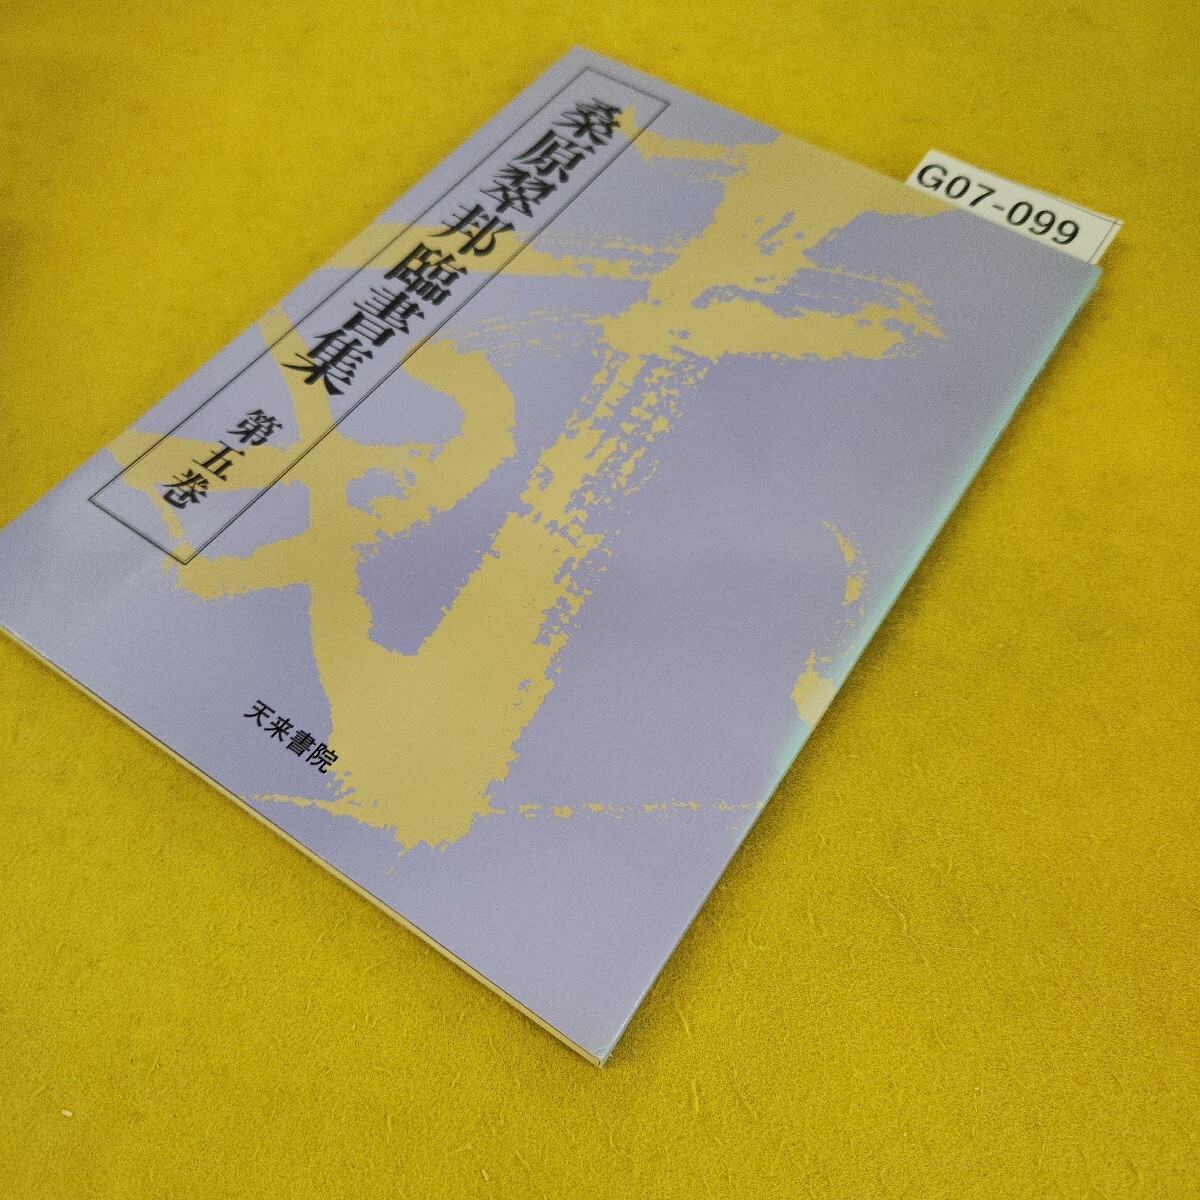 桑原翠邦臨書集
第五巻
天来書院
G07-099